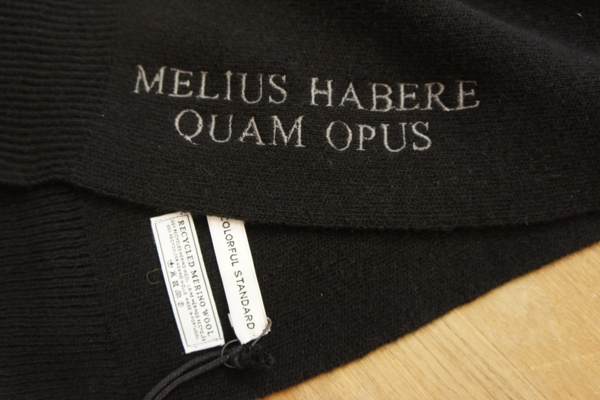 MELIUS HABERE
QUAM OPUS
COLORFUL STANDARD
RECYCLED MERINO WOOL